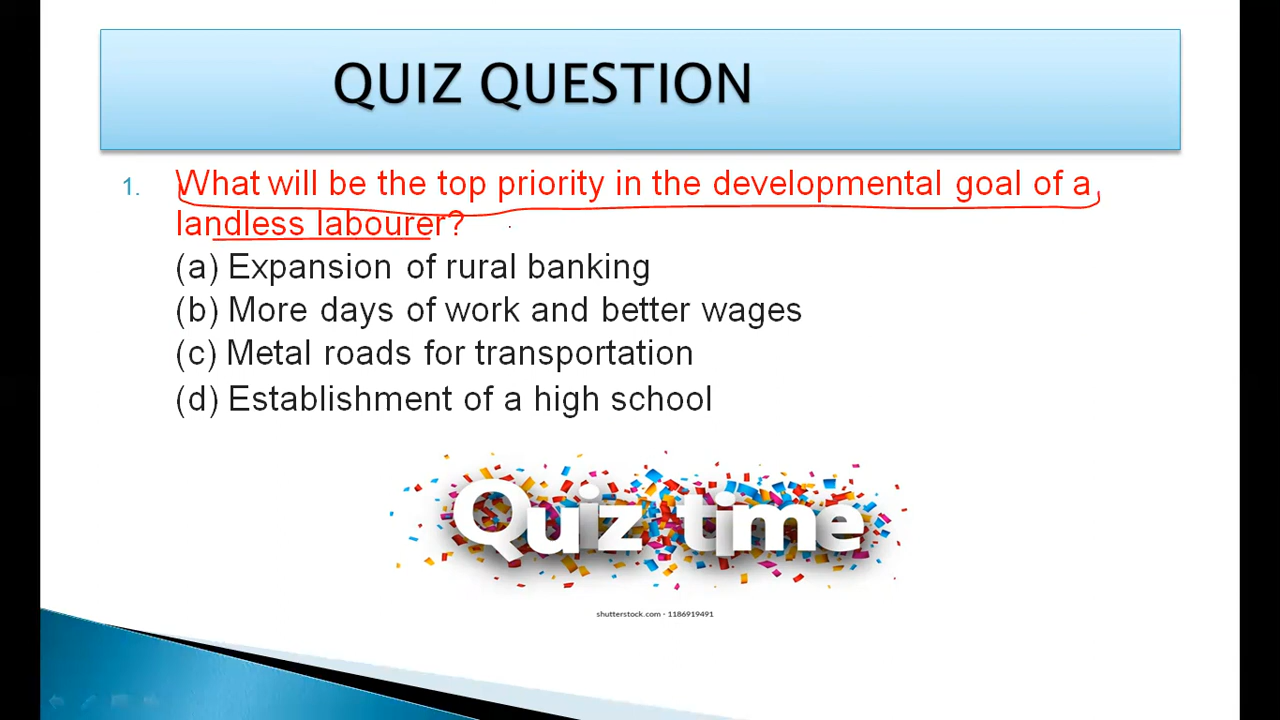 QUIZ QUESTION
1. What will be the top priority in the developmental goal of a
landless labourer?
(a) Expansion of rural banking
(b) More days of work and better wages
(c) Metal roads for transportation
(d) Establishment of a high school
Quiz time
shutterstock.com - 1186919491